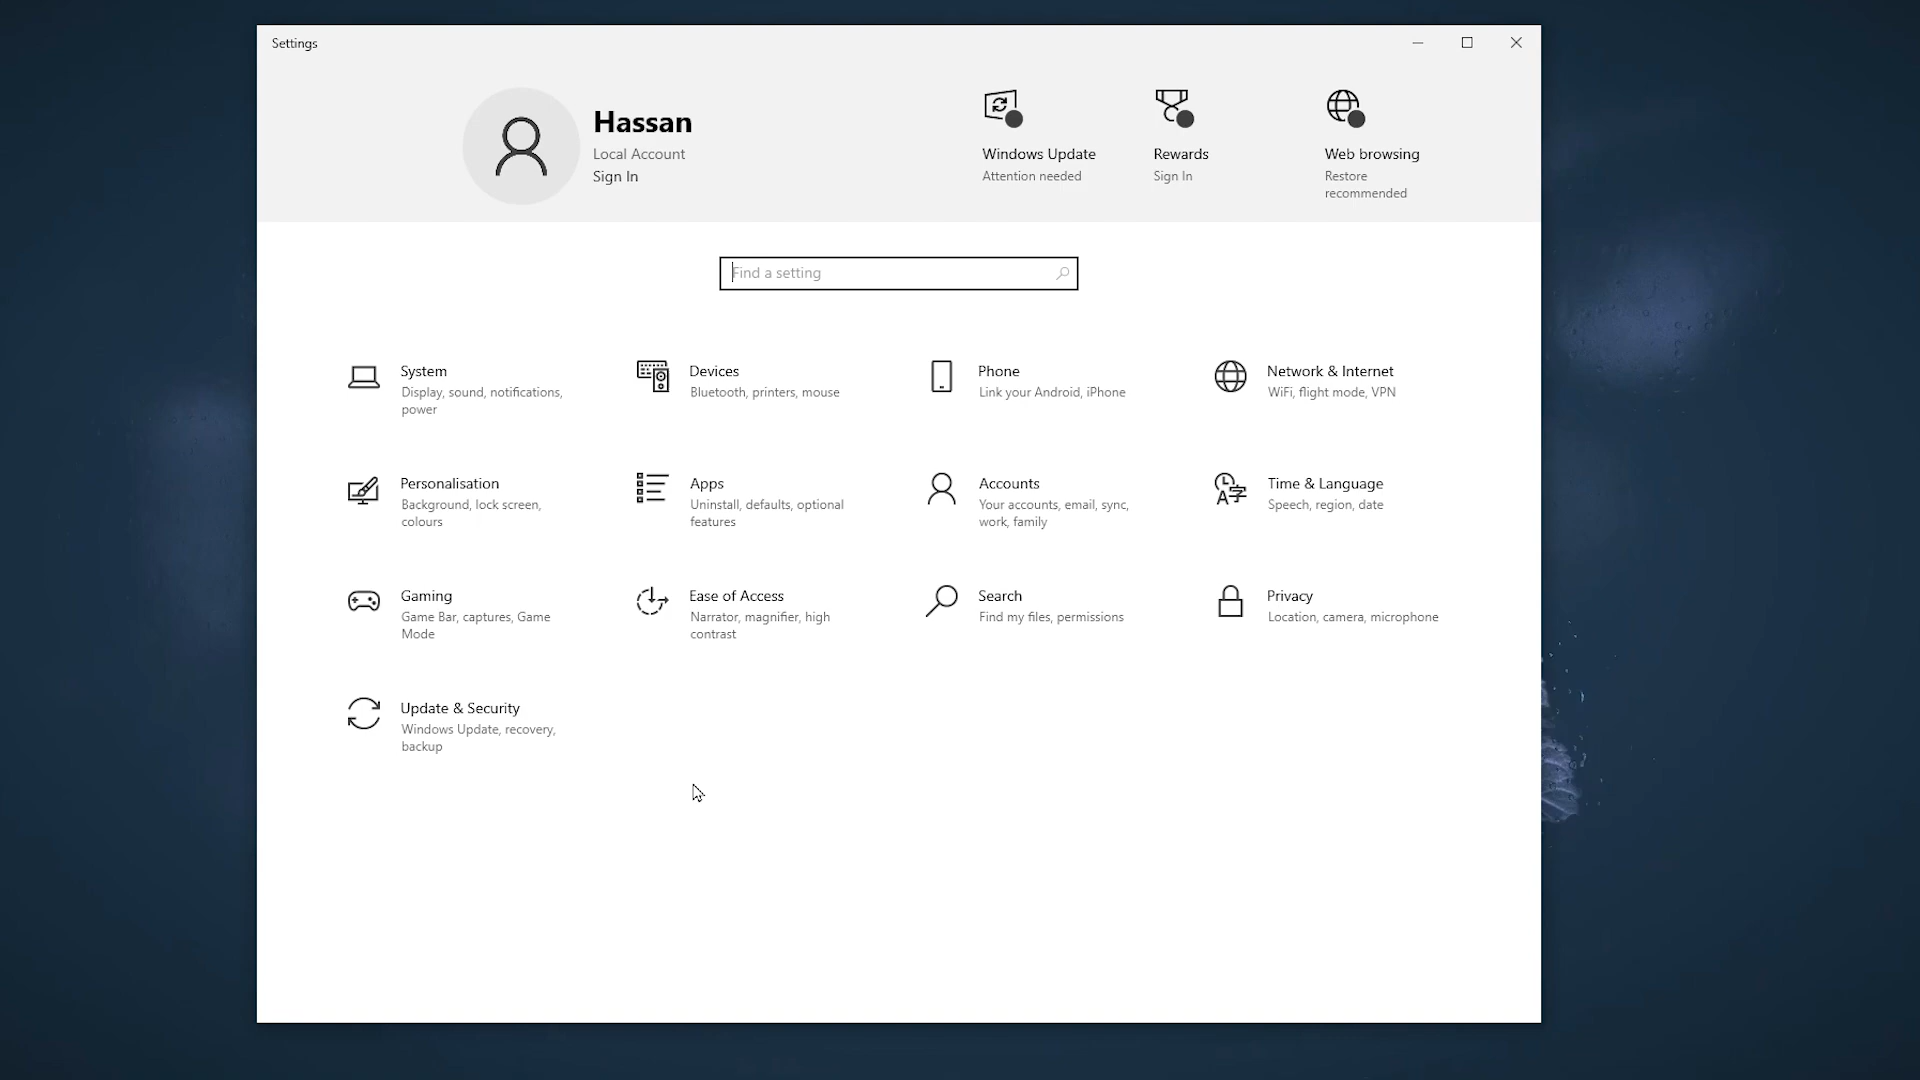 Settings
Hassan
Local Account
Sign In
Windows Update
Attention needed
Rewards
Sign In
Web browsing
Restore
recommended
Find a setting
System
Display, sound, notifications,
power
Devices
Bluetooth, printers, mouse
Phone
Link your Android, iPhone
Network & Internet
WiFi, flight mode, VPN
Personalisation
Background, lock screen,
colours
Apps
Uninstall, defaults, optional
features
Accounts
Your accounts, email, sync,
work, family
Time & Language
Speech, region, date
Gaming
Game Bar, captures, Game
Mode
Ease of Access
Narrator, magnifier, high
contrast
Search
Find my files, permissions
Privacy
Location, camera, microphone
Update & Security
Windows Update, recovery,
backup